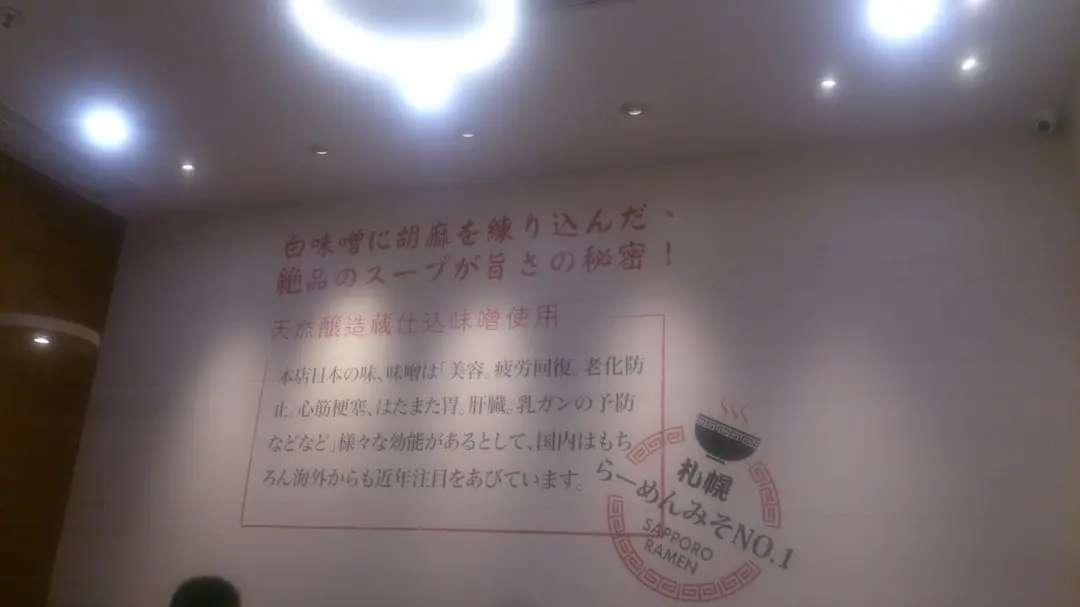 白味噌に胡麻を練り込んだ、
絶品のスープが旨さの秘密！
天然醸造蔵仕込味噌使用
本店日本の味、味噌は「美容。疲労回復。老化防
止。心筋梗塞、はたまた胃。肝臓。乳ガンの予防
などなど」様々な効能があるとして、国内はもち
ろん海外からも近年注目をあびています。
札幌
らーめんみそNO.1
SAPPORO
RAMEN